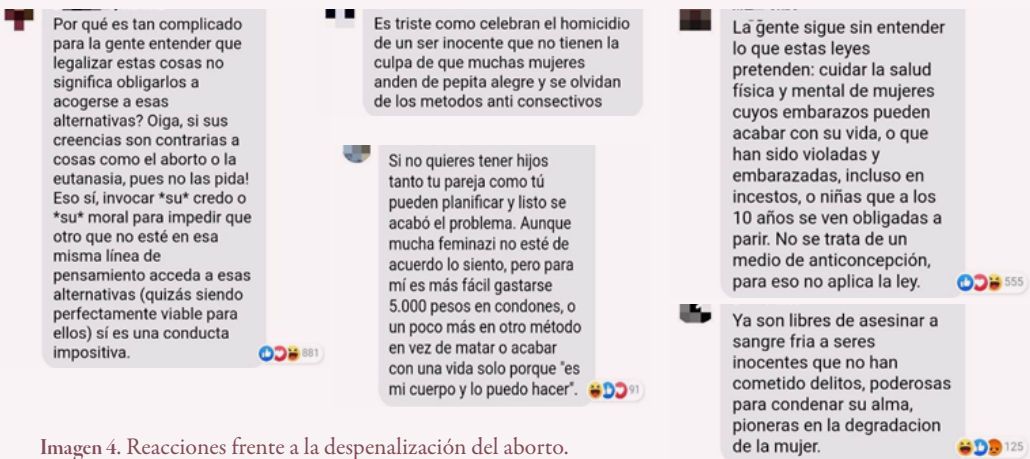 Por qué es tan complicado
para la gente entender que
legalizar estas cosas no
significa obligarlos a
acogerse a esas
alternativas? Oiga, si sus
creencias son contrarias a
cosas como el aborto o la
eutanasia, pues no las pida!
Eso sí, invocar *su* credo o
*su* moral para impedir que
otro que no esté en esa
misma línea de
pensamiento acceda a esas
alternativas (quizás siendo
perfectamente viable para
ellos) sí es una conducta
impositiva.
881
Es triste como celebran el homicidio
de un ser inocente que no tienen la
culpa de que muchas mujeres
anden de pepita alegre y se olvidan
de los metodos anti consectivos
Si no quieres tener hijos
tanto tu pareja como tú
pueden planificar y listo se
acabó el problema. Aunque
mucha feminazi no esté de
acuerdo lo siento, pero para
mí es más fácil gastarse
5.000 pesos en condones, o
un poco más en otro método
en vez de matar o acabar
con una vida solo porque "es
mi cuerpo y lo puedo hacer".
91
La gente sigue sin entender
lo que estas leyes
pretenden: cuidar la salud
física y mental de mujeres
cuyos embarazos pueden
acabar con su vida, o que
han sido violadas y
embarazadas, incluso en
incestos, o niñas que a los
10 años se ven obligadas a
parir. No se trata de un
medio de anticoncepción,
para eso no aplica la ley.
555
Ya son libres de asesinar a
sangre fria a seres
inocentes que no han
cometido delitos, poderosas
para condenar su alma,
pioneras en la degradacion
de la mujer.
125
Imagen 4. Reacciones frente a la despenalización del aborto.